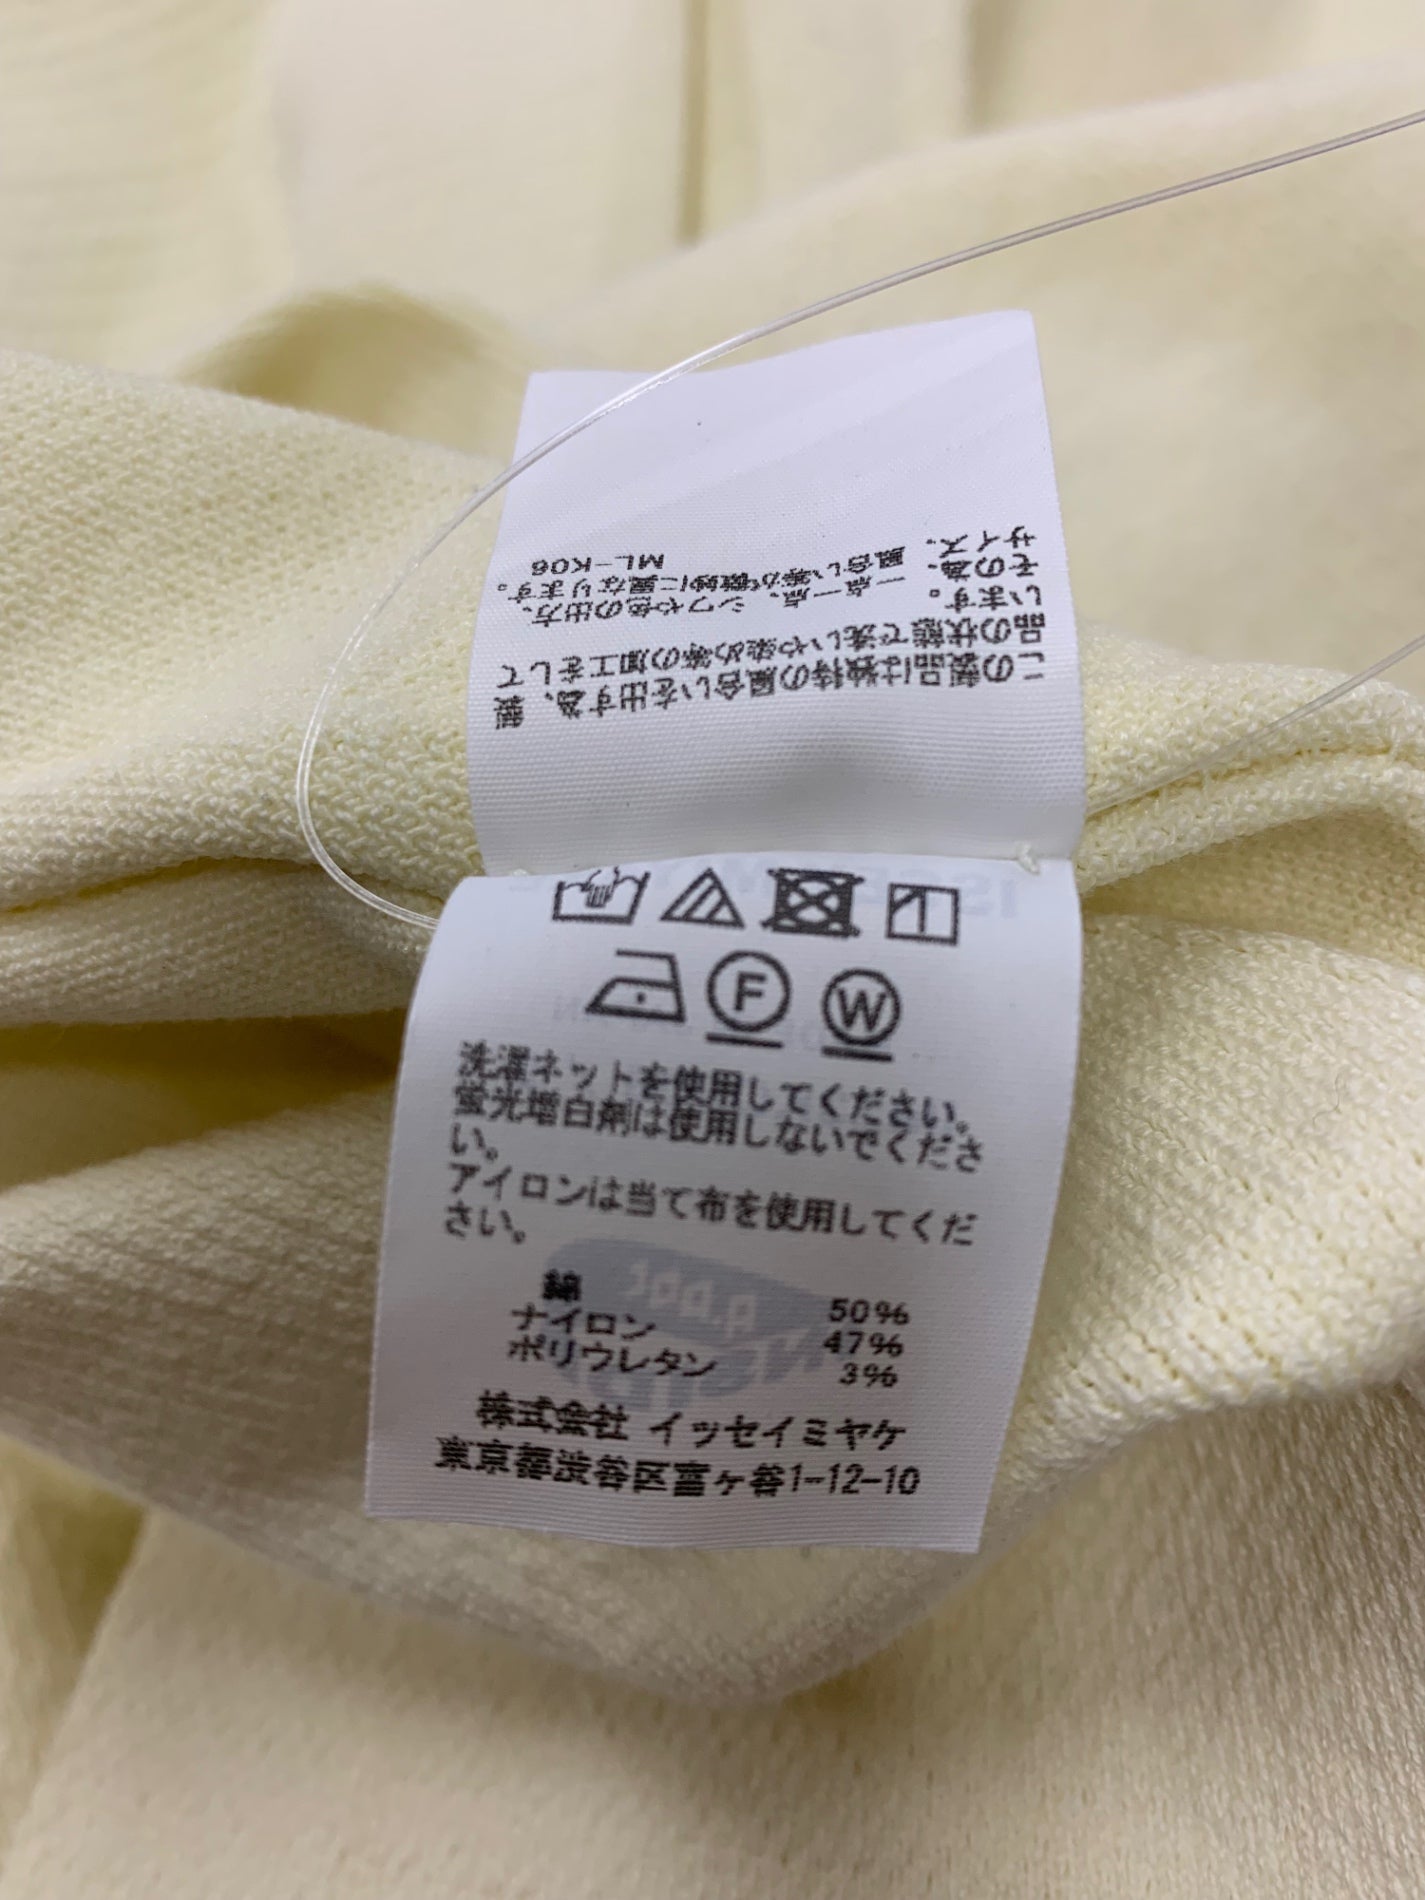 この製品は独特の風合いを出す為、製
品の状態で洗いや染め等の加工をして
います。
その為、一点一点、シワや色の出方、
サイズ、風合い等が微妙に異なります。
ML-K06
F W
洗濯ネットを使用してください。
蛍光増白剤は使用しないでくださ
い。
アイロンは当て布を使用してくだ
さい。
綿 50%
ナイロン 47%
ポリウレタン 3%
株式会社 イッセイミヤケ
東京都渋谷区富ヶ谷1-12-10